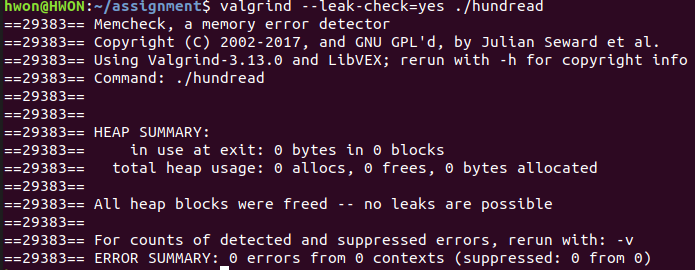 hwon@HWON:~/assignment$ valgrind --leak-check=yes ./hundread
==29383== Memcheck, a memory error detector
==29383== Copyright (C) 2002-2017, and GNU GPL'd, by Julian Seward et al.
==29383== Using Valgrind-3.13.0 and LibVEX; rerun with -h for copyright info
==29383== Command: ./hundread
==29383==
==29383==
==29383== HEAP SUMMARY:
==29383==     in use at exit: 0 bytes in 0 blocks
==29383==   total heap usage: 0 allocs, 0 frees, 0 bytes allocated
==29383==
==29383== All heap blocks were freed -- no leaks are possible
==29383==
==29383== For counts of detected and suppressed errors, rerun with: -v
==29383== ERROR SUMMARY: 0 errors from 0 contexts (suppressed: 0 from 0)